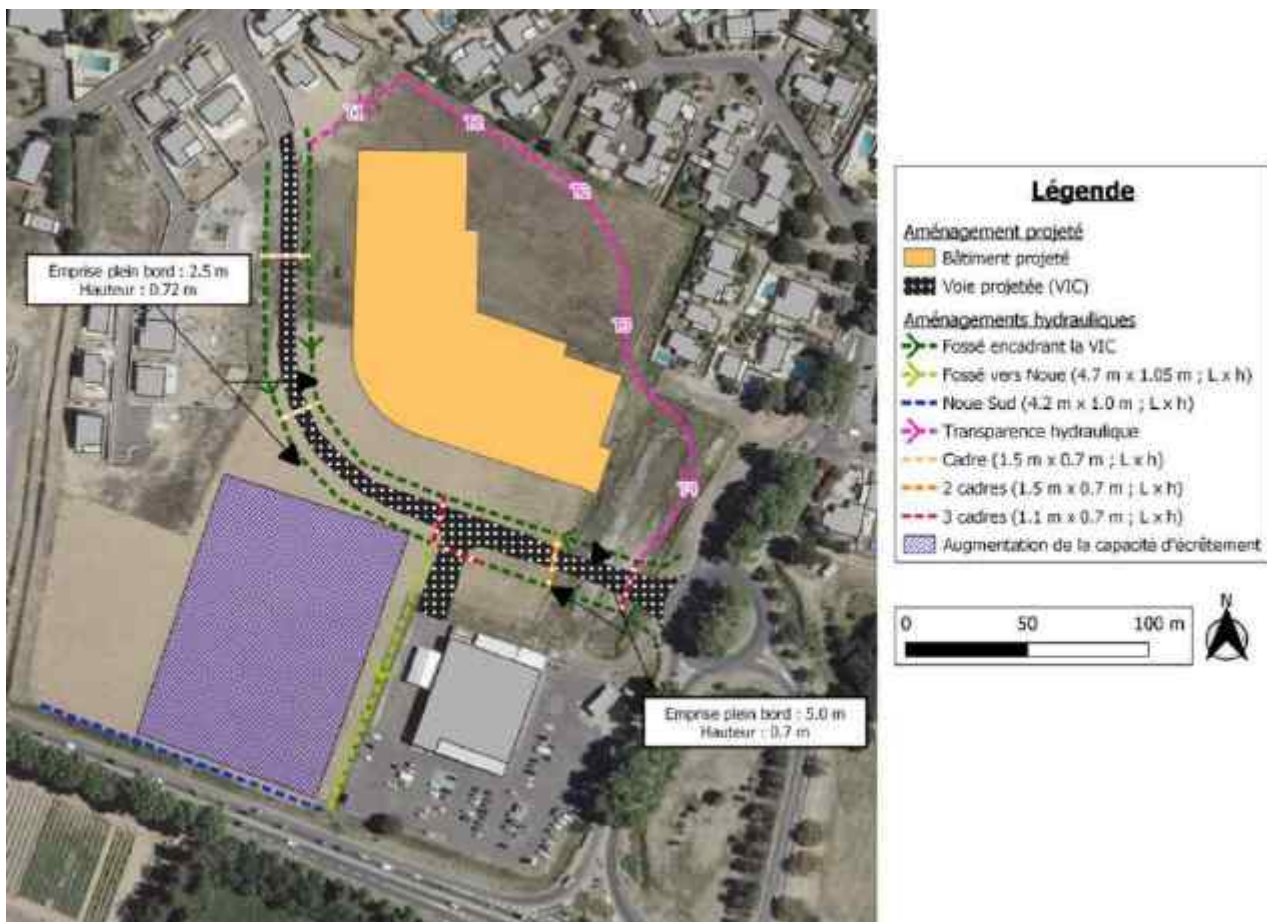 Emprise plein bord : 2.5 m
Hauteur : 0.72 m
T3
T4
Emprise plein bord : 5.0 m
Hauteur : 0.7 m
Légende
Aménagement projeté
Bâtiment projeté
Voie projetée (VIC)
Aménagements hydrauliques
Fossé encadrant la VIC
Fossé vers Noue (4.7 m x 1.05 m ; L x h)
Noue Sud (4.2 m x 1.0 m ; L x h)
Transparence hydraulique
Cadre (1.5 m x 0.7 m ; L x h)
2 cadres (1.5 m x 0.7 m ; L x h)
3 cadres (1.1 m x 0.7 m ; L x h)
Augmentation de la capacité d'écrêtement
0 50 100 m
N